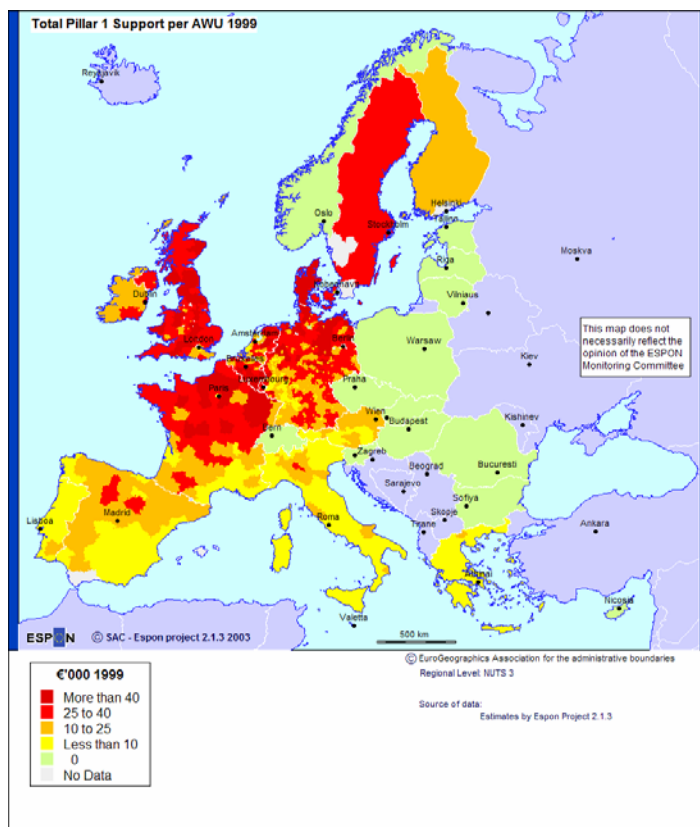 Total Pillar 1 Support per AWU 1999
Reykjavik
Oslo
Helsinki
Tallinn
Stockholm
Moskva
Riga
Dublin
Kobenhavn
Vilnius
Amsterdam
Berlin
London
Warsaw
This map does not
necessarily reflect the
opinion of the ESPON
Monitoring Committee
Kiev
Luxembourg
Paris
Praha
Wien
Kishinev
Bern
Budapest
Zagreb
Beograd
Bucuresti
Sarajevo
Sofiya
Madrid
Roma
Skopje
Lisboa
Tirane
Ankara
Nicosia
Valetta
ESPON © SAC - Espon project 2.1.3 2003
500 km
© EuroGeographics Association for the administrative boundaries
Regional Level: NUTS 3
Source of data:
Estimates by Espon Project 2.1.3
€'000 1999
More than 40
25 to 40
10 to 25
Less than 10
0
No Data